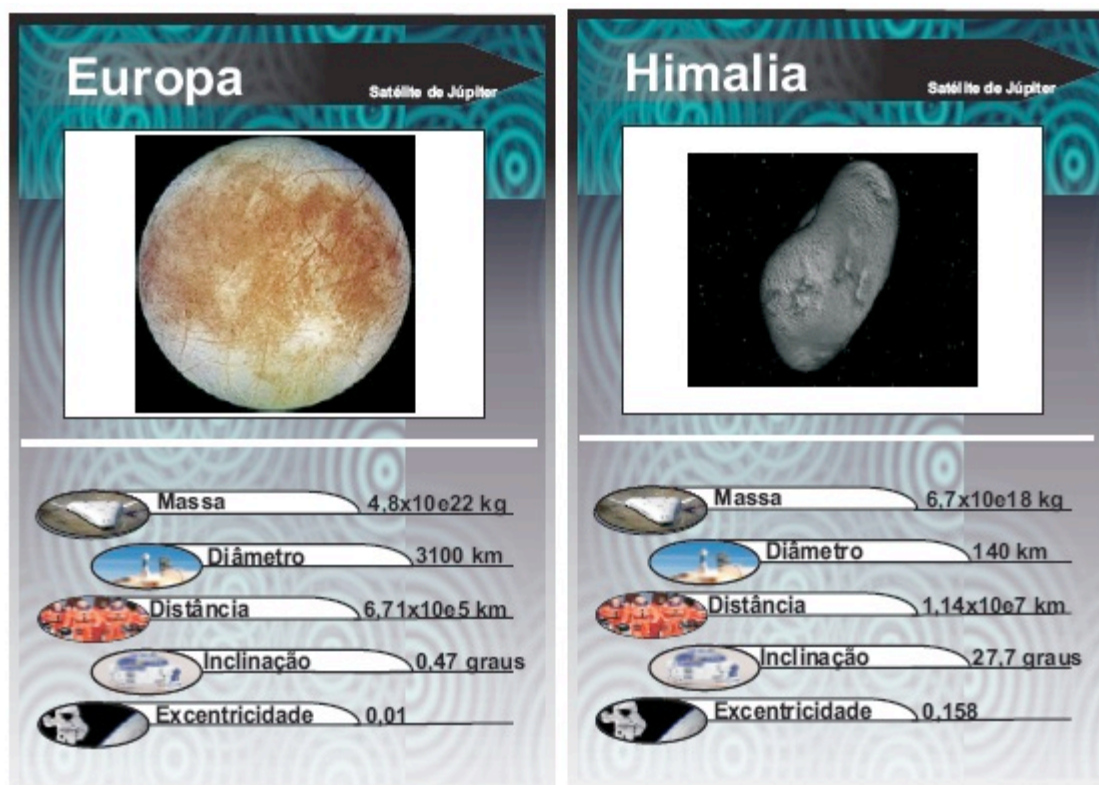 Europa
Satélite de Júpiter
Massa 4,8x10e22 kg
Diâmetro 3100 km
Distância 6,71x10e5 km
Inclinação 0,47 graus
Excentricidade 0,01
Himalia
Satélite de Júpiter
Massa 6,7x10e18 kg
Diâmetro 140 km
Distância 1,14x10e7 km
Inclinação 27,7 graus
Excentricidade 0,158